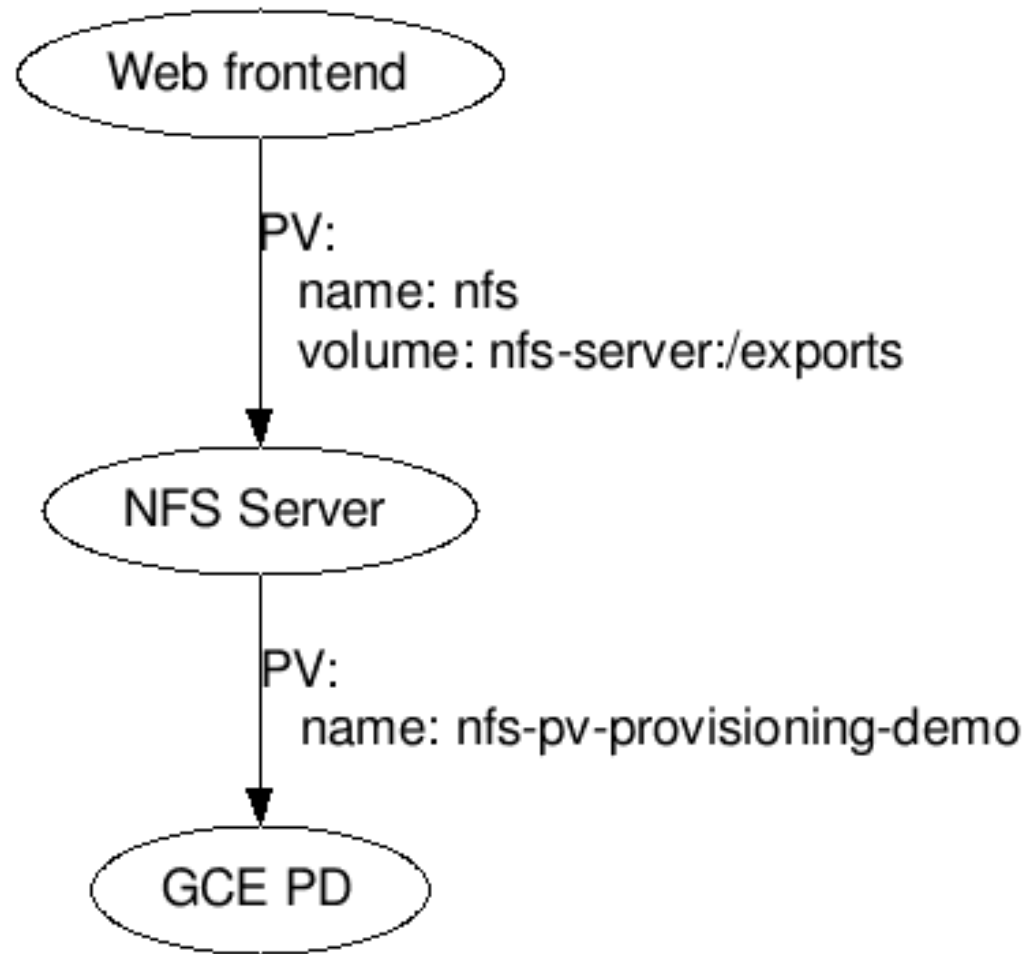 Web frontend
PV:
name: nfs
volume: nfs-server:/exports
NFS Server
PV:
name: nfs-pv-provisioning-demo
GCE PD